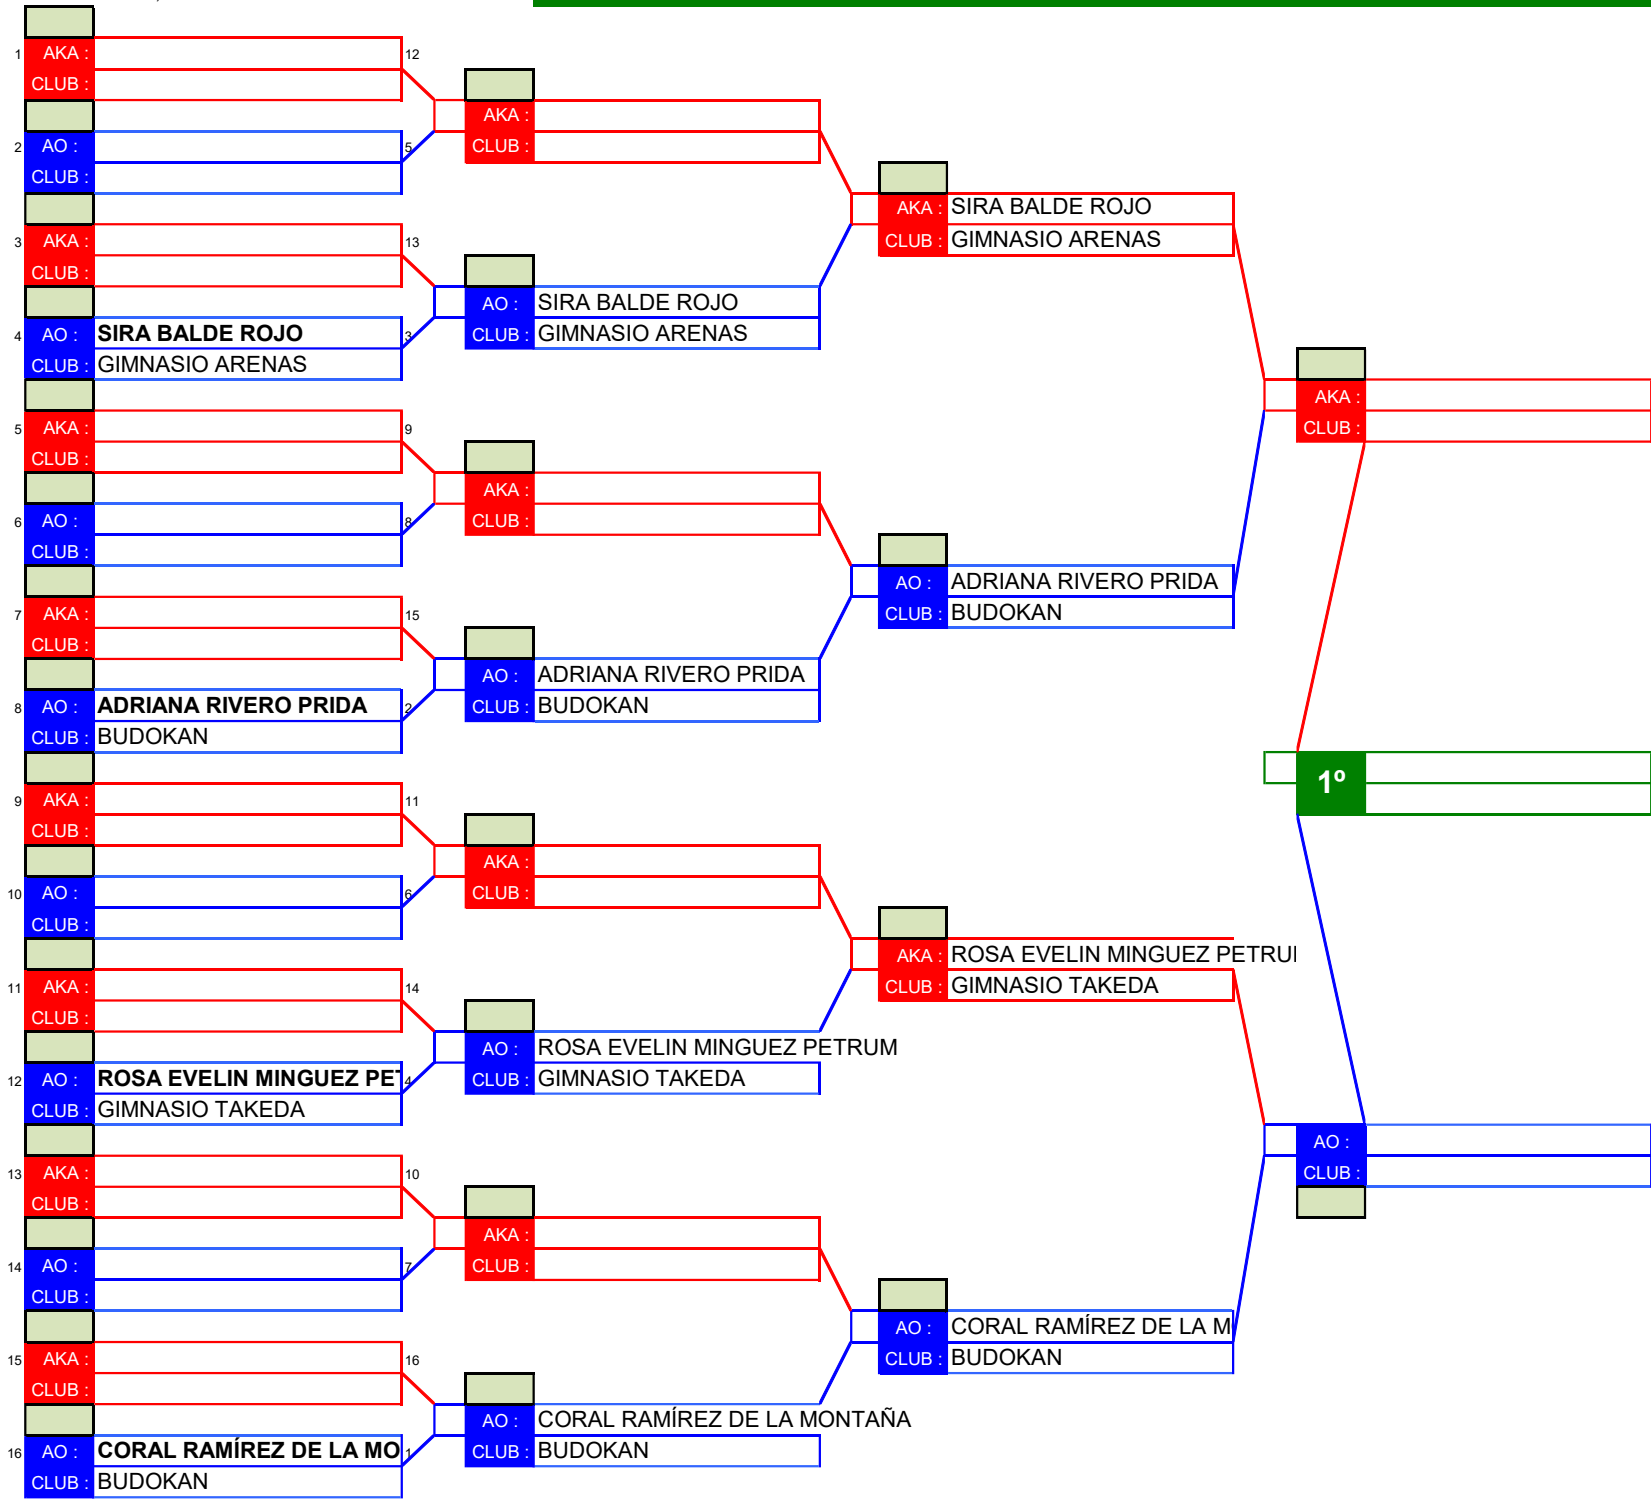 1 AKA : 12
CLUB :
2 AO : 5
CLUB :
3 AKA : 13
CLUB :
4 AO : SIRA BALDE ROJO 3
CLUB : GIMNASIO ARENAS
5 AKA : 9
CLUB :
6 AO : 8
CLUB :
7 AKA : 15
CLUB :
8 AO : ADRIANA RIVERO PRIDA 2
CLUB : BUDOKAN
9 AKA : 11
CLUB :
10 AO : 6
CLUB :
11 AKA : 14
CLUB :
12 AO : ROSA EVELIN MINGUEZ PET 4
CLUB : GIMNASIO TAKEDA
13 AKA : 10
CLUB :
14 AO : 7
CLUB :
15 AKA : 16
CLUB :
16 AO : CORAL RAMÍREZ DE LA MO 1
CLUB : BUDOKAN
AKA :
CLUB :
AO : SIRA BALDE ROJO
CLUB : GIMNASIO ARENAS
AKA :
CLUB :
AO : ADRIANA RIVERO PRIDA
CLUB : BUDOKAN
AKA :
CLUB :
AO : ROSA EVELIN MINGUEZ PETRUM
CLUB : GIMNASIO TAKEDA
AKA :
CLUB :
AO : CORAL RAMÍREZ DE LA MONTAÑA
CLUB : BUDOKAN
AKA : SIRA BALDE ROJO
CLUB : GIMNASIO ARENAS
AO : ADRIANA RIVERO PRIDA
CLUB : BUDOKAN
AKA : ROSA EVELIN MINGUEZ PETRU
CLUB : GIMNASIO TAKEDA
AO : CORAL RAMÍREZ DE LA M
CLUB : BUDOKAN
AKA :
CLUB :
1º
AO :
CLUB :